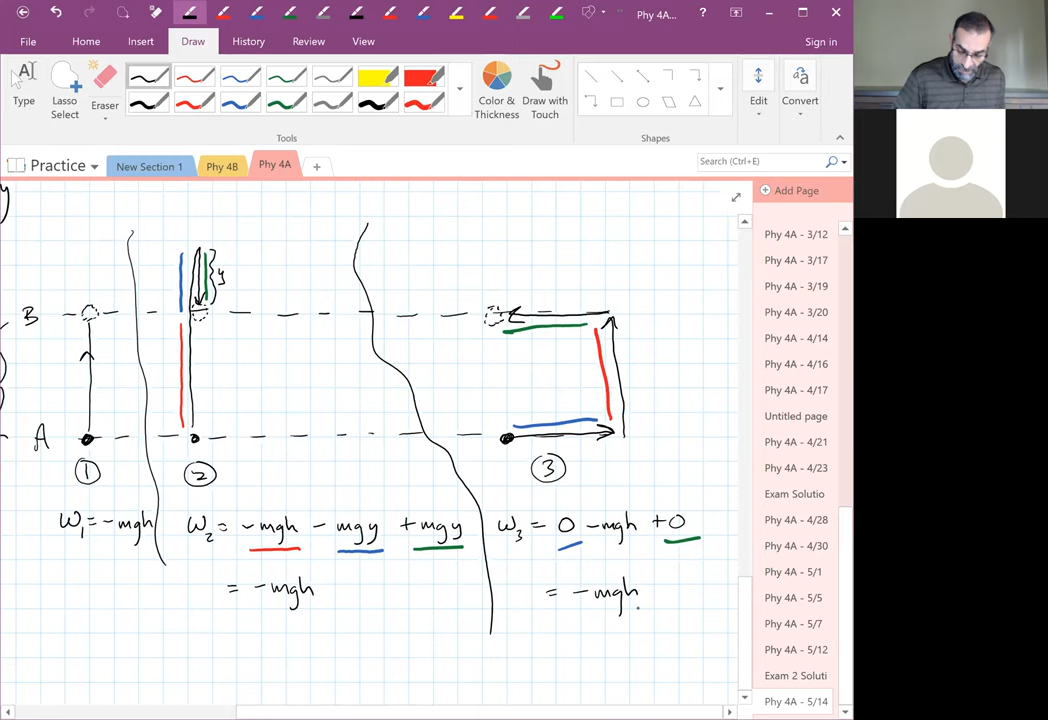 Phy 4A...
?
File
Home
Insert
Draw
History
Review
View
Sign in
Type
Lasso
Select
Eraser
Color &
Thickness
Draw with
Touch
Edit
Convert
Tools
Shapes
Practice
New Section 1
Phy 4B
Phy 4A
+
Search (Ctrl+E)
Add Page
Phy 4A - 3/12
Phy 4A - 3/17
Phy 4A - 3/19
Phy 4A - 3/20
Phy 4A - 4/14
Phy 4A - 4/16
Phy 4A - 4/17
Untitled page
Phy 4A - 4/21
Phy 4A - 4/23
Exam Solutio
Phy 4A - 4/28
Phy 4A - 4/30
Phy 4A - 5/1
Phy 4A - 5/5
Phy 4A - 5/7
Phy 4A - 5/12
Exam 2 Soluti
Phy 4A - 5/14
y
B
A
① ② ③
W₁ = -mgh
W₂ = -mgh - mgy + mgy
= -mgh
W₃ = 0 - mgh + 0
= -mgh